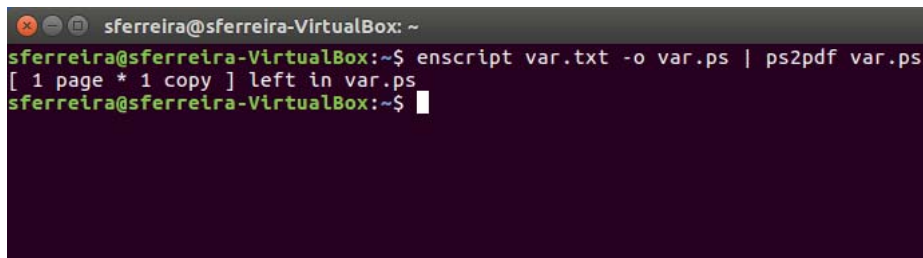 sferreira@sferreira-VirtualBox: ~
sferreira@sferreira-VirtualBox:~$ enscript var.txt -o var.ps | ps2pdf var.ps
[ 1 page * 1 copy ] left in var.ps
sferreira@sferreira-VirtualBox:~$